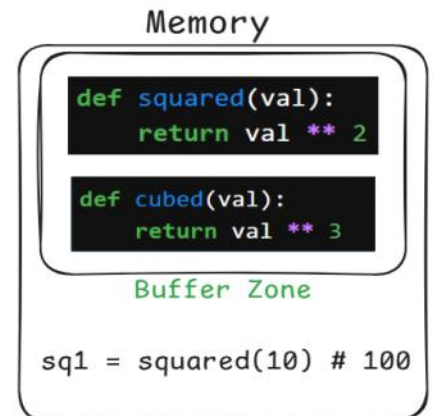 Memory
def squared(val):
return val ** 2
def cubed(val):
return val ** 3
Buffer Zone
sq1 = squared(10) # 100